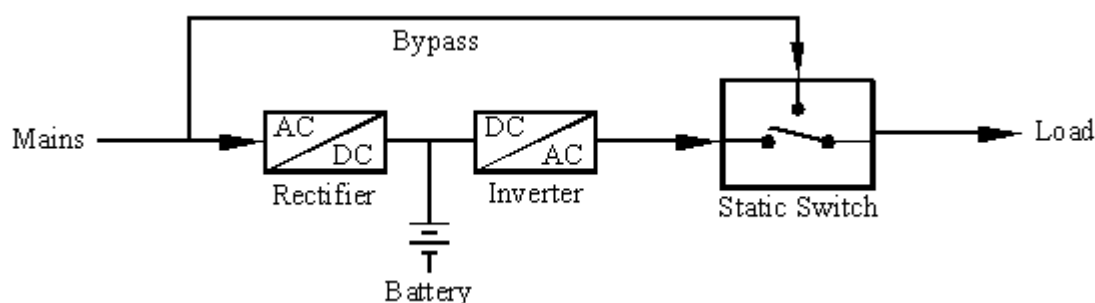 Bypass
Mains
AC
DC
Rectifier
DC
AC
Inverter
Static Switch
Load
Battery